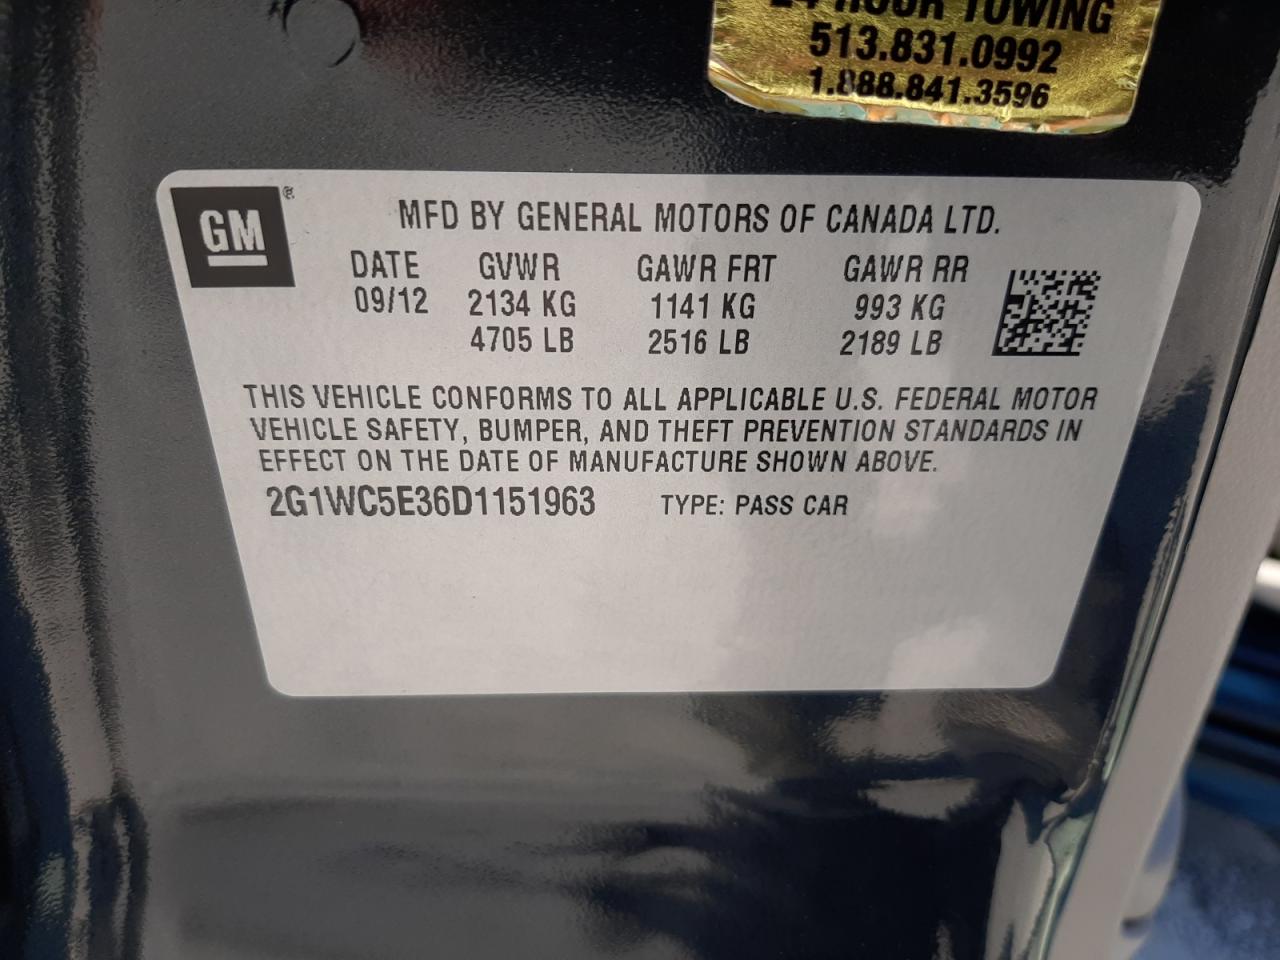 24 HOUR TOWING
513.831.0992
1.888.841.3596
GM®
MFD BY GENERAL MOTORS OF CANADA LTD.
DATE GVWR GAWR FRT GAWR RR
09/12 2134 KG 1141 KG 993 KG
4705 LB 2516 LB 2189 LB
THIS VEHICLE CONFORMS TO ALL APPLICABLE U.S. FEDERAL MOTOR
VEHICLE SAFETY, BUMPER, AND THEFT PREVENTION STANDARDS IN
EFFECT ON THE DATE OF MANUFACTURE SHOWN ABOVE.
2G1WC5E36D1151963 TYPE: PASS CAR